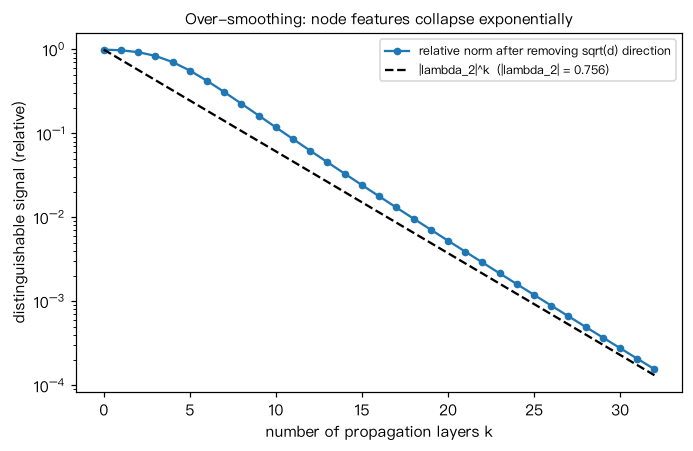 Over-smoothing: node features collapse exponentially
relative norm after removing sqrt(d) direction
|lambda_2|^k  (|lambda_2| = 0.756)
distinguishable signal (relative)
10⁰
10⁻¹
10⁻²
10⁻³
10⁻⁴
0 5 10 15 20 25 30
number of propagation layers k